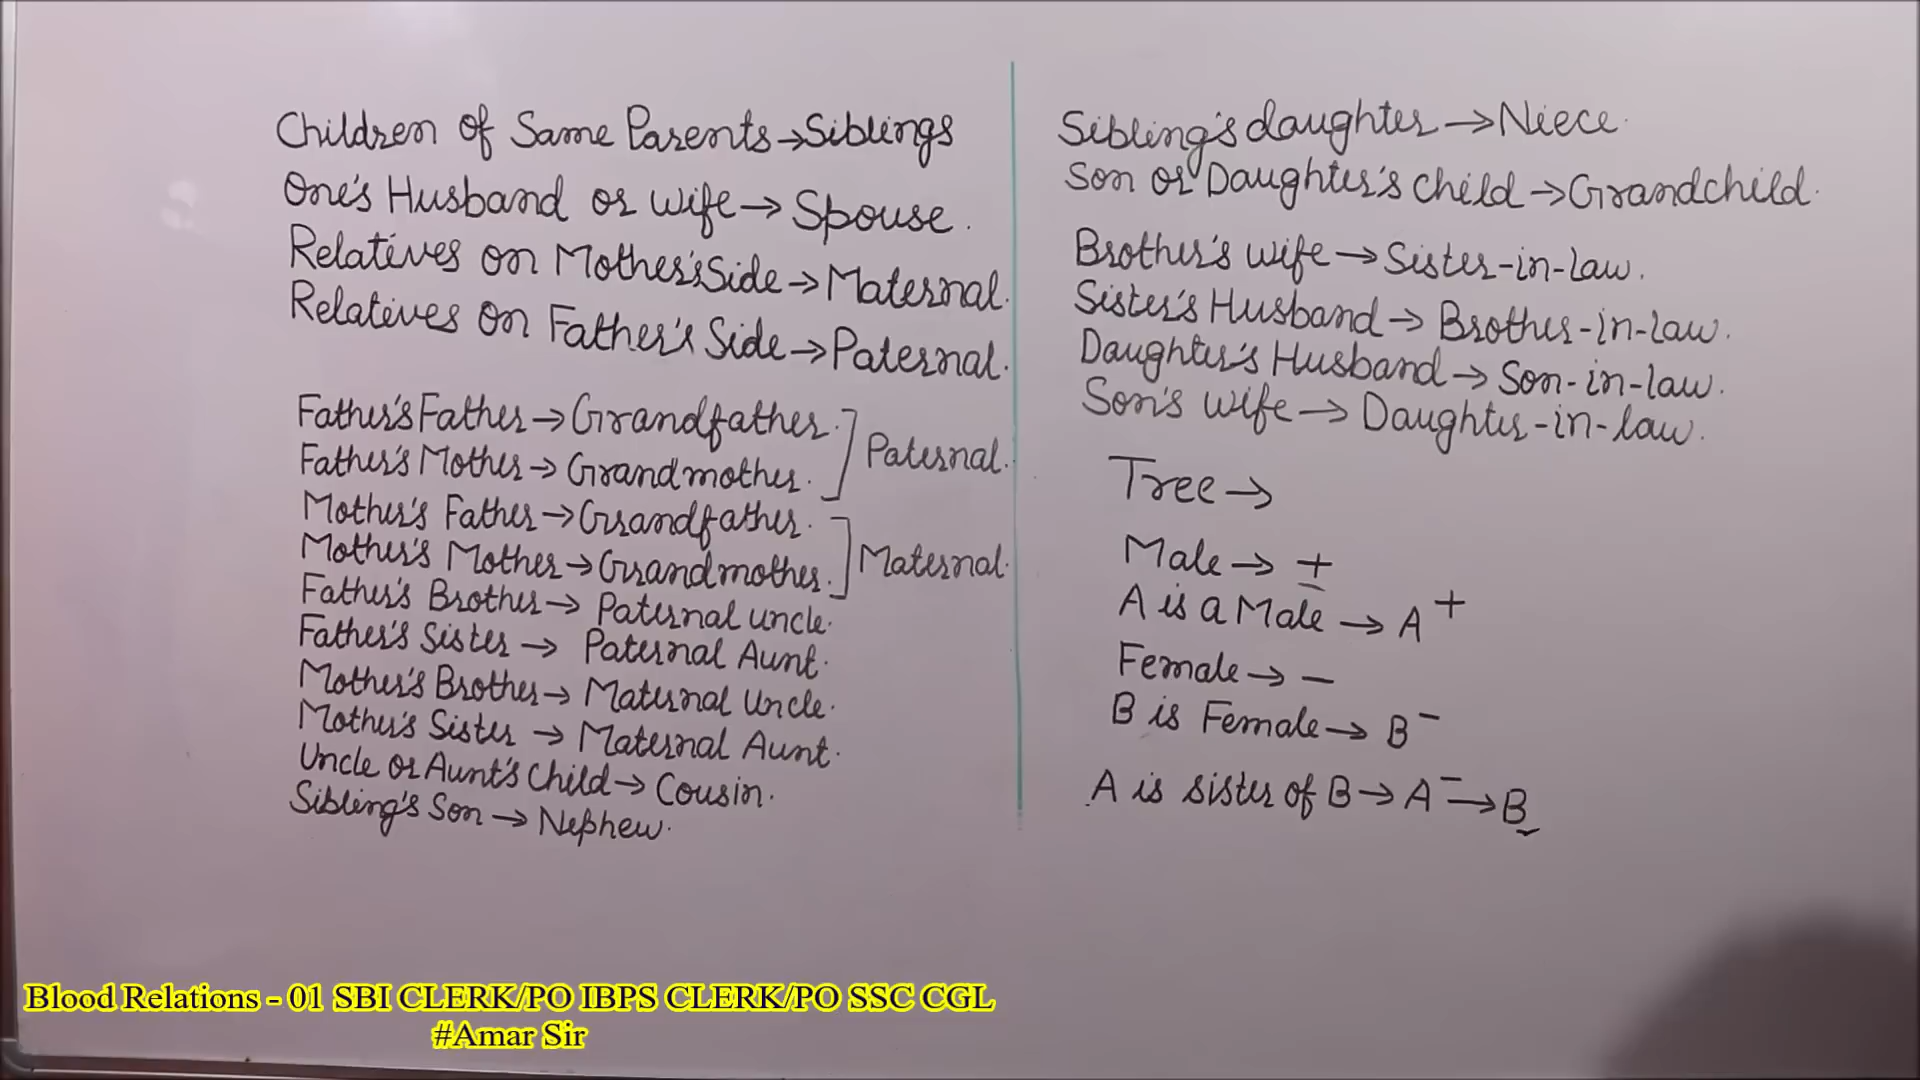 Children of Same Parents→Siblings
One's Husband or wife→ Spouse.
Relatives on Mother's Side→Maternal.
Relatives on Father's Side→Paternal.
Father's Father→Grandfather.
Father's Mother→Grandmother.
Paternal.
Mother's Father→Grandfather.
Mother's Mother→Grandmother.
Maternal.
Father's Brother→ Paternal uncle.
Father's Sister→ Paternal Aunt.
Mother's Brother→ Maternal Uncle.
Mother's Sister → Maternal Aunt.
Uncle or Aunt's Child→ Cousin.
Sibling's Son→ Nephew.
Sibling's daughter→Niece.
Son or Daughter's child→Grandchild.
Brother's wife→Sister-in-law.
Sister's Husband→ Brother-in-law.
Daughter's Husband→ Son-in-law.
Son's wife→ Daughter-in-law.
Tree→
Male→ +
A is a Male → A⁺
Female→ −
B is Female→ B⁻
A is sister of B→ A⁻→B
Blood Relations - 01 SBI CLERK/PO IBPS CLERK/PO SSC CGL
#Amar Sir